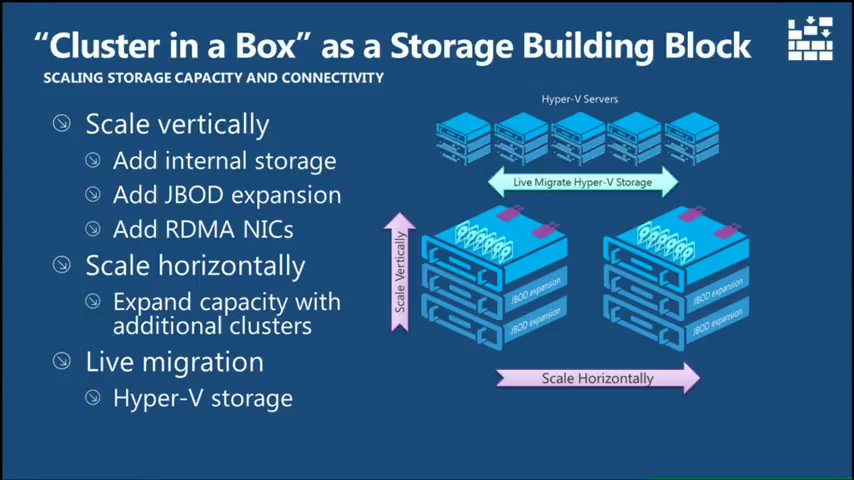 “Cluster in a Box” as a Storage Building Block
SCALING STORAGE CAPACITY AND CONNECTIVITY
Scale vertically
Add internal storage
Add JBOD expansion
Add RDMA NICs
Scale horizontally
Expand capacity with
additional clusters
Live migration
Hyper-V storage
Hyper-V Servers
Live Migrate Hyper-V Storage
Scale Vertically
JBOD expansion
JBOD expansion
JBOD expansion
JBOD expansion
Scale Horizontally